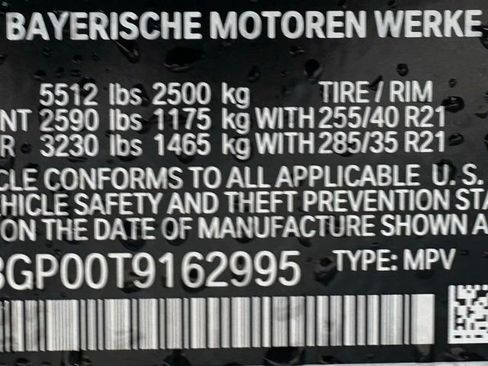 BAYERISCHE MOTOREN WERKE
5512 lbs 2500 kg TIRE / RIM
NT 2590 lbs 1175 kg WITH 255/40 R21
R 3230 lbs 1465 kg WITH 285/35 R21
CLE CONFORMS TO ALL APPLICABLE U. S.
EHICLE SAFETY AND THEFT PREVENTION STA
ON THE DATE OF MANUFACTURE SHOWN A
3GP00T9162995 TYPE: MPV